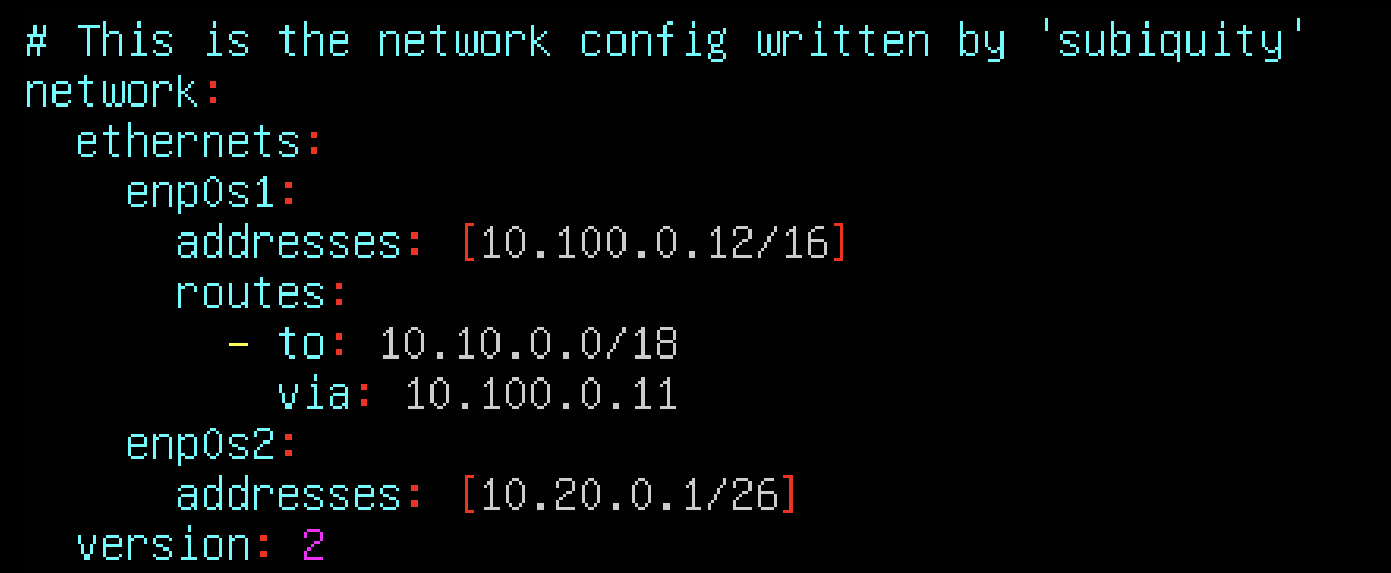 # This is the network config written by 'subiquity'
network:
  ethernets:
    enp0s1:
      addresses: [10.100.0.12/16]
      routes:
        - to: 10.10.0.0/18
          via: 10.100.0.11
    enp0s2:
      addresses: [10.20.0.1/26]
  version: 2